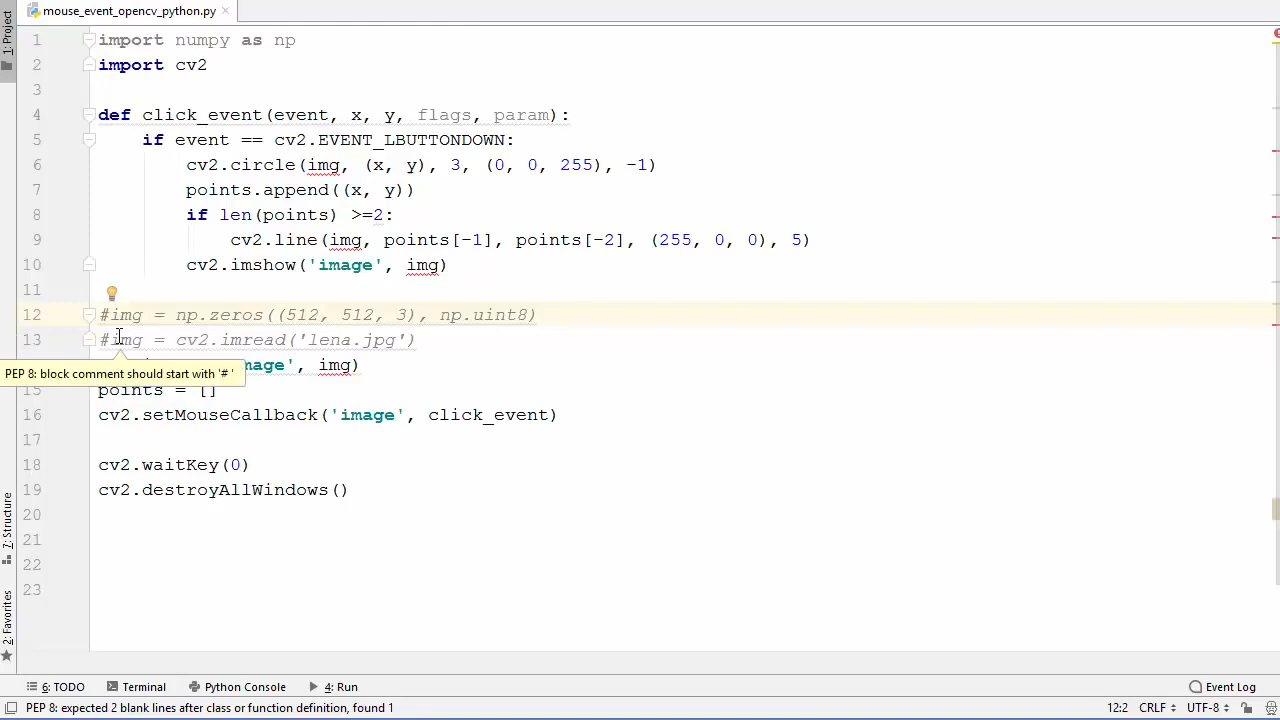 mouse_event_opencv_python.py
1: Project
1 import numpy as np
2 import cv2
3
4 def click_event(event, x, y, flags, param):
5 if event == cv2.EVENT_LBUTTONDOWN:
6 cv2.circle(img, (x, y), 3, (0, 0, 255), -1)
7 points.append((x, y))
8 if len(points) >=2:
9 cv2.line(img, points[-1], points[-2], (255, 0, 0), 5)
10 cv2.imshow('image', img)
11
12 #img = np.zeros((512, 512, 3), np.uint8)
13 #img = cv2.imread('lena.jpg')
PEP 8: block comment should start with '# '
mage', img)
15 points = []
16 cv2.setMouseCallback('image', click_event)
17
18 cv2.waitKey(0)
19 cv2.destroyAllWindows()
20
21
22
23
7: Structure
2: Favorites
6: TODO Terminal Python Console 4: Run Event Log
PEP 8: expected 2 blank lines after class or function definition, found 1 12:2 CRLF UTF-8